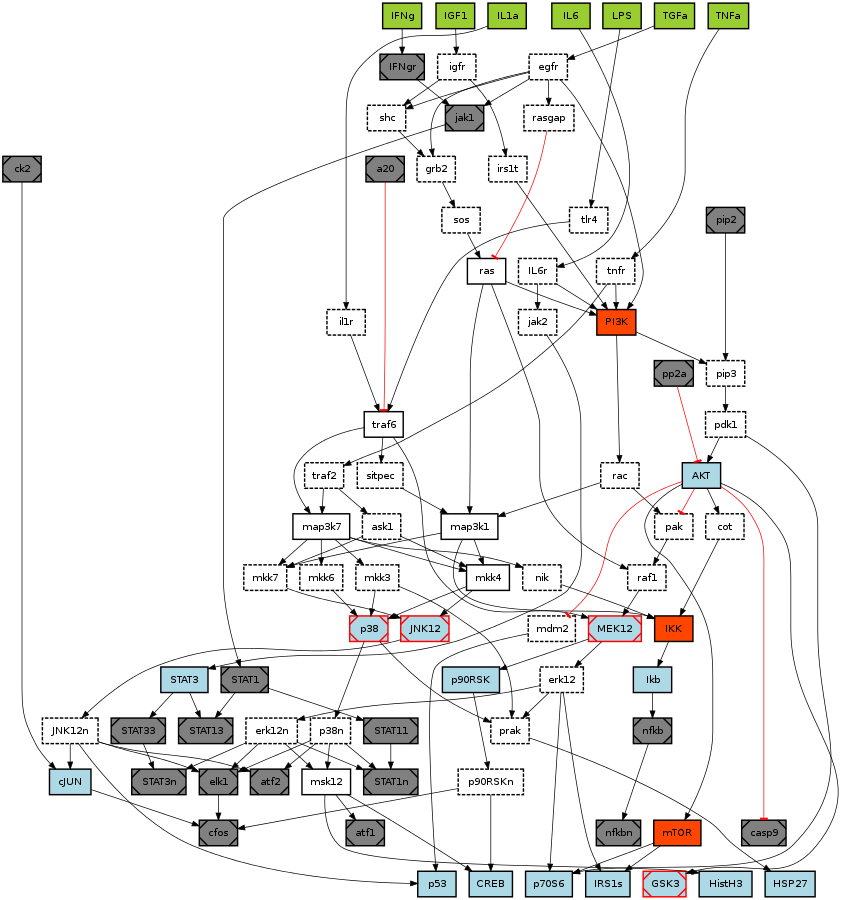 IFNg IGF1 IL1a IL6 LPS TGFa TNFa
IFNgr igfr egfr
shc jak1 rasgap
ck2 a20 grb2 irs1t
sos tlr4 pip2
ras IL6r tnfr
il1r jak2 PI3K
pp2a pip3
traf6 pdk1
traf2 sitpec rac AKT
map3k7 ask1 map3k1 pak cot
mkk7 mkk6 mkk3 mkk4 nik raf1
p38 JNK12 mdm2 MEK12 IKK
STAT3 STAT1 p90RSK erk12 Ikb
JNK12n STAT33 STAT13 erk12n p38n STAT11 prak nfkb
cJUN STAT3n elk1 atf2 msk12 STAT1n p90RSKn
cfos atf1 nfkbn mTOR casp9
p53 CREB p70S6 IRS1s GSK3 HistH3 HSP27